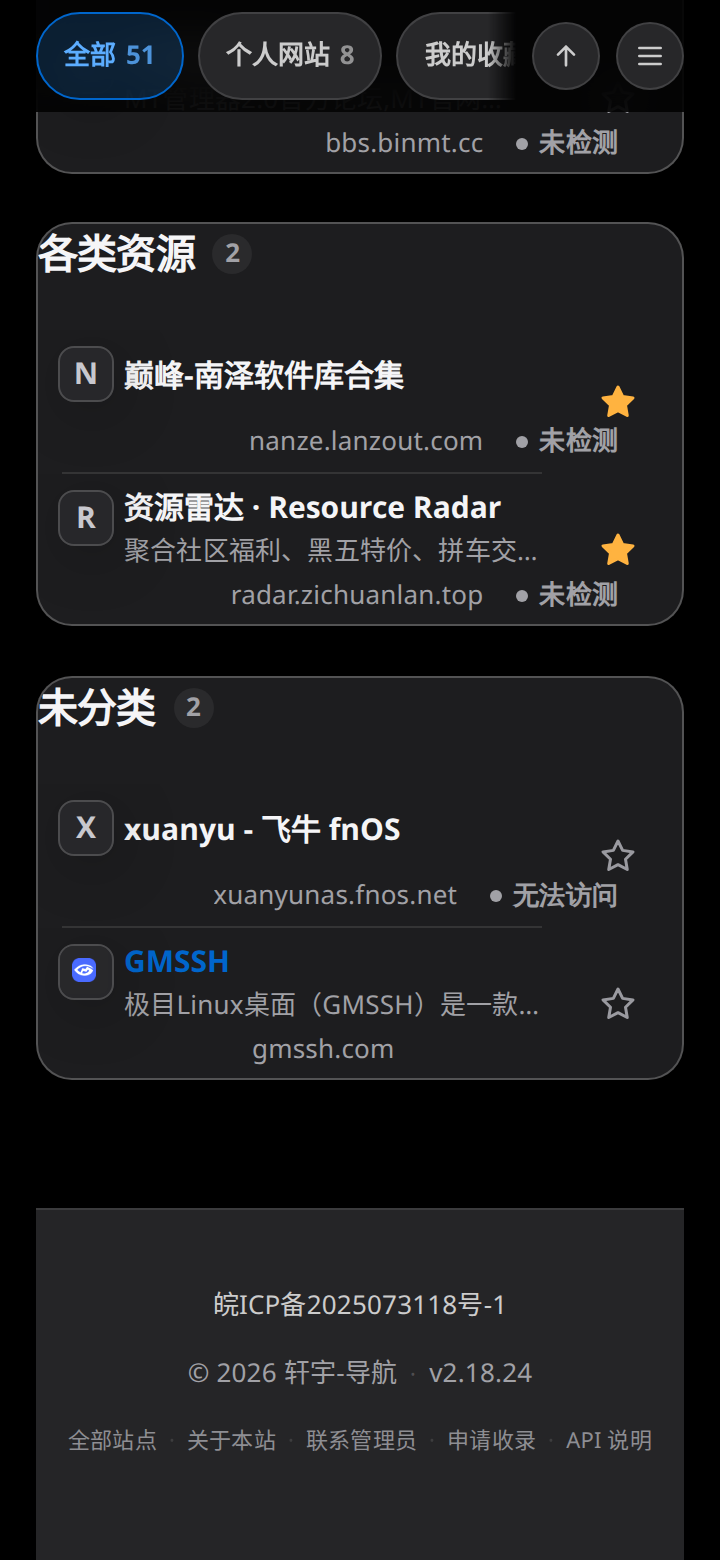 全部 51
个人网站 8
我的收
bbs.binmt.cc
未检测
各类资源 2
N
巅峰-南泽软件库合集
nanze.lanzout.com
未检测
R
资源雷达 · Resource Radar
聚合社区福利、黑五特价、拼车交...
radar.zichuanlan.top
未检测
未分类 2
X
xuanyu - 飞牛 fnOS
xuanyunas.fnos.net
无法访问
GMSSH
极目Linux桌面（GMSSH）是一款...
gmssh.com
皖ICP备2025073118号-1
© 2026 轩宇-导航 · v2.18.24
全部站点 · 关于本站 · 联系管理员 · 申请收录 · API 说明